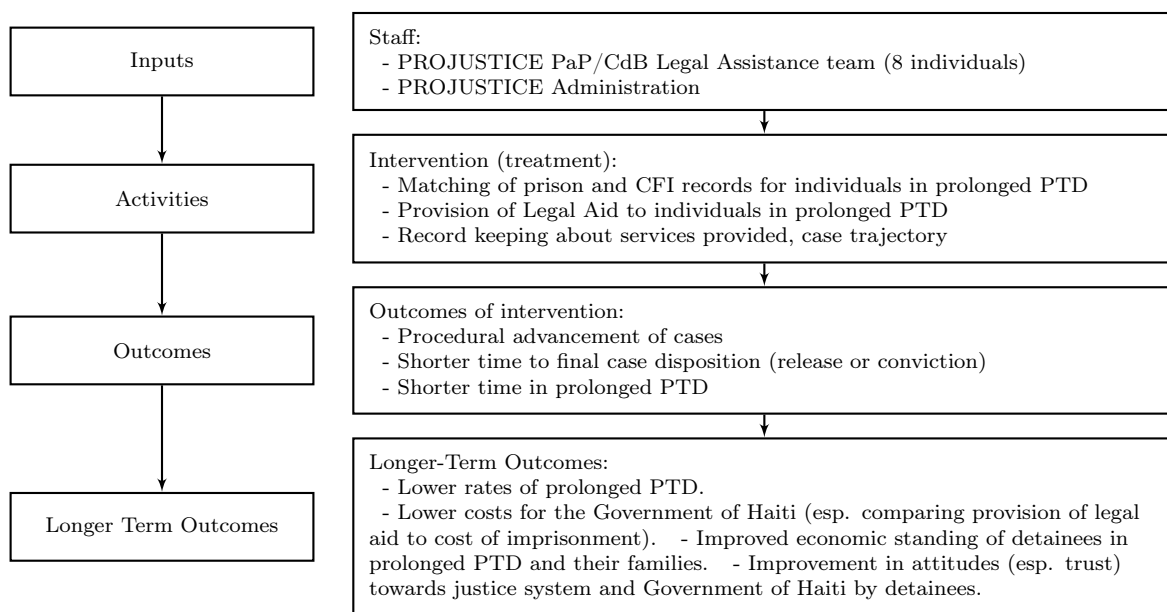 Inputs
Staff:
- PROJUSTICE PaP/CdB Legal Assistance team (8 individuals)
- PROJUSTICE Administration
Activities
Intervention (treatment):
- Matching of prison and CFI records for individuals in prolonged PTD
- Provision of Legal Aid to individuals in prolonged PTD
- Record keeping about services provided, case trajectory
Outcomes
Outcomes of intervention:
- Procedural advancement of cases
- Shorter time to final case disposition (release or conviction)
- Shorter time in prolonged PTD
Longer Term Outcomes
Longer-Term Outcomes:
- Lower rates of prolonged PTD.
- Lower costs for the Government of Haiti (esp. comparing provision of legal
aid to cost of imprisonment). - Improved economic standing of detainees in
prolonged PTD and their families. - Improvement in attitudes (esp. trust)
towards justice system and Government of Haiti by detainees.